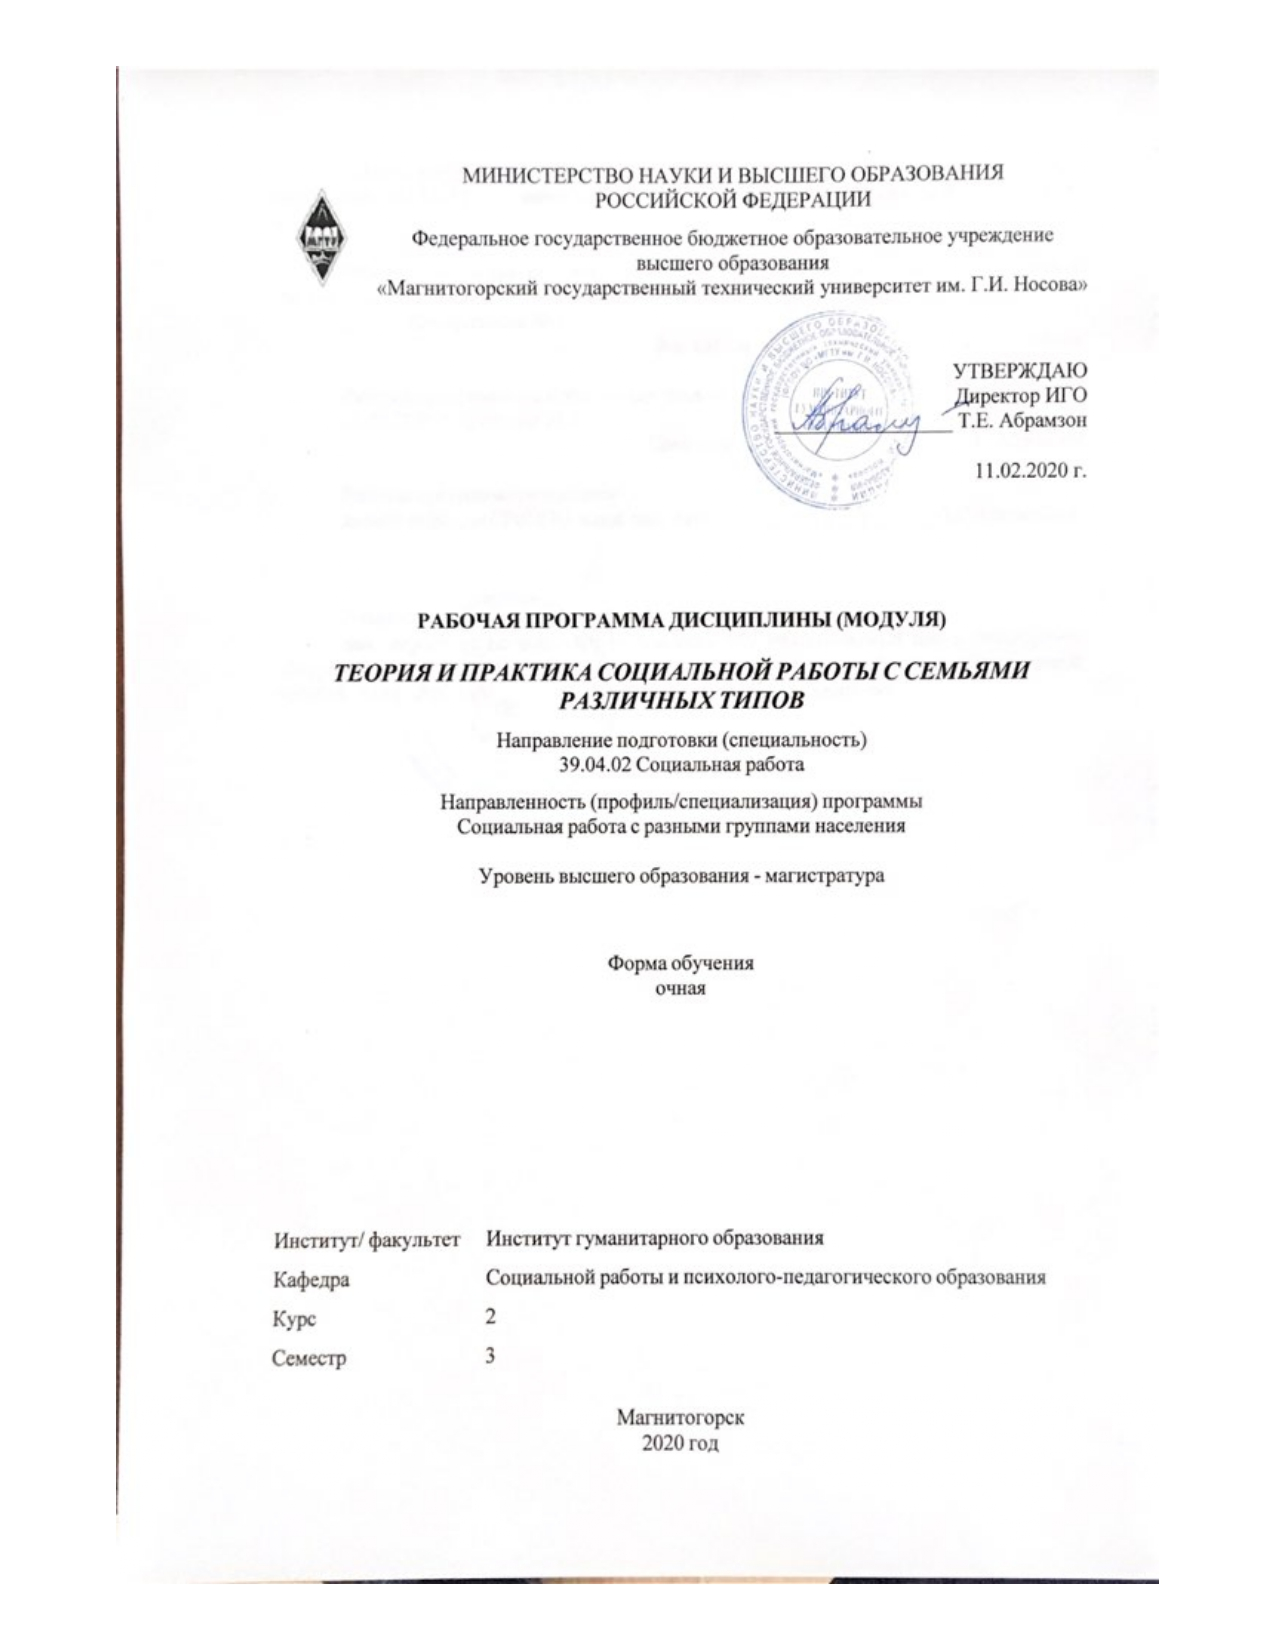 МИНИСТЕРСТВО НАУКИ И ВЫСШЕГО ОБРАЗОВАНИЯ
РОССИЙСКОЙ ФЕДЕРАЦИИ
Федеральное государственное бюджетное образовательное учреждение
высшего образования
«Магнитогорский государственный технический университет им. Г.И. Носова»
МГТУ
УТВЕРЖДАЮ
Директор ИГО
Т.Е. Абрамзон
11.02.2020 г.
РАБОЧАЯ ПРОГРАММА ДИСЦИПЛИНЫ (МОДУЛЯ)
ТЕОРИЯ И ПРАКТИКА СОЦИАЛЬНОЙ РАБОТЫ С СЕМЬЯМИ
РАЗЛИЧНЫХ ТИПОВ
Направление подготовки (специальность)
39.04.02 Социальная работа
Направленность (профиль/специализация) программы
Социальная работа с разными группами населения
Уровень высшего образования - магистратура
Форма обучения
очная
Институт/ факультет Институт гуманитарного образования
Кафедра Социальной работы и психолого-педагогического образования
Курс 2
Семестр 3
Магнитогорск
2020 год